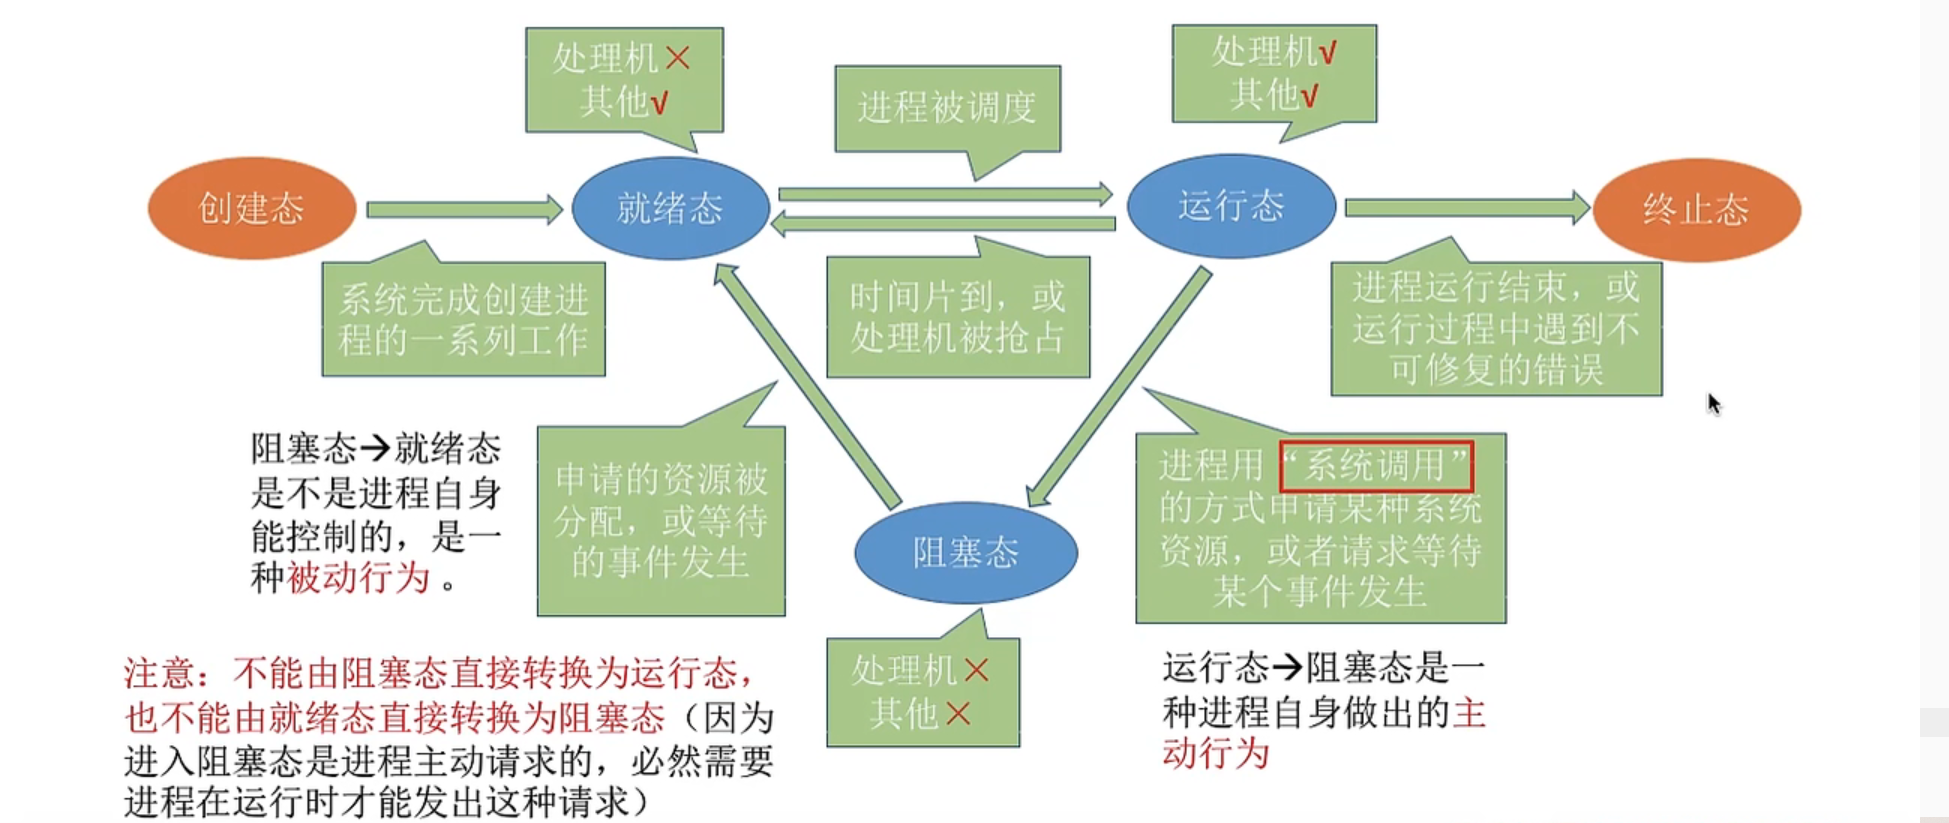 处理机×
其他√
进程被调度
处理机√
其他√
创建态
就绪态
运行态
终止态
系统完成创建进
程的一系列工作
时间片到，或
处理机被抢占
进程运行结束，或
运行过程中遇到不
可修复的错误
阻塞态→就绪态
是不是进程自身
能控制的，是一
种被动行为。
申请的资源被
分配，或等待
的事件发生
进程用“系统调用”
的方式申请某种系统
资源，或者请求等待
某个事件发生
阻塞态
处理机×
其他×
运行态→阻塞态是一
种进程自身做出的主
动行为
注意：不能由阻塞态直接转换为运行态，
也不能由就绪态直接转换为阻塞态（因为
进入阻塞态是进程主动请求的，必然需要
进程在运行时才能发出这种请求）